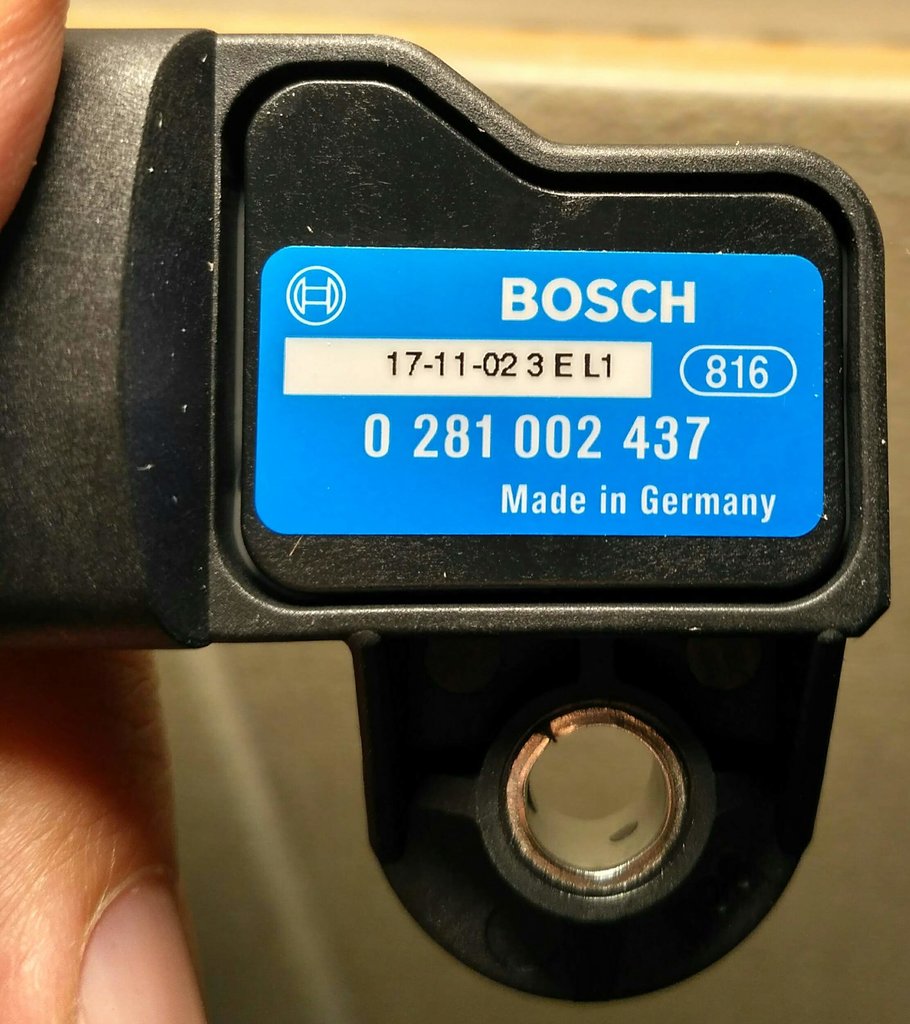 BOSCH
17-11-02 3 E L1 816
0 281 002 437
Made in Germany